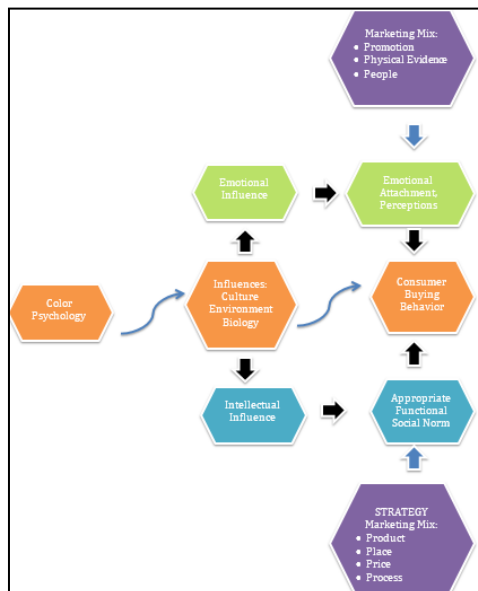 Marketing Mix:
• Promotion
• Physical Evidence
• People
Emotional
Influence
Emotional
Attachment,
Perceptions
Color
Psychology
Influences:
Culture
Environment
Biology
Consumer
Buying
Behavior
Intellectual
Influence
Appropriate
Functional
Social Norm
STRATEGY
Marketing Mix:
• Product
• Place
• Price
• Process